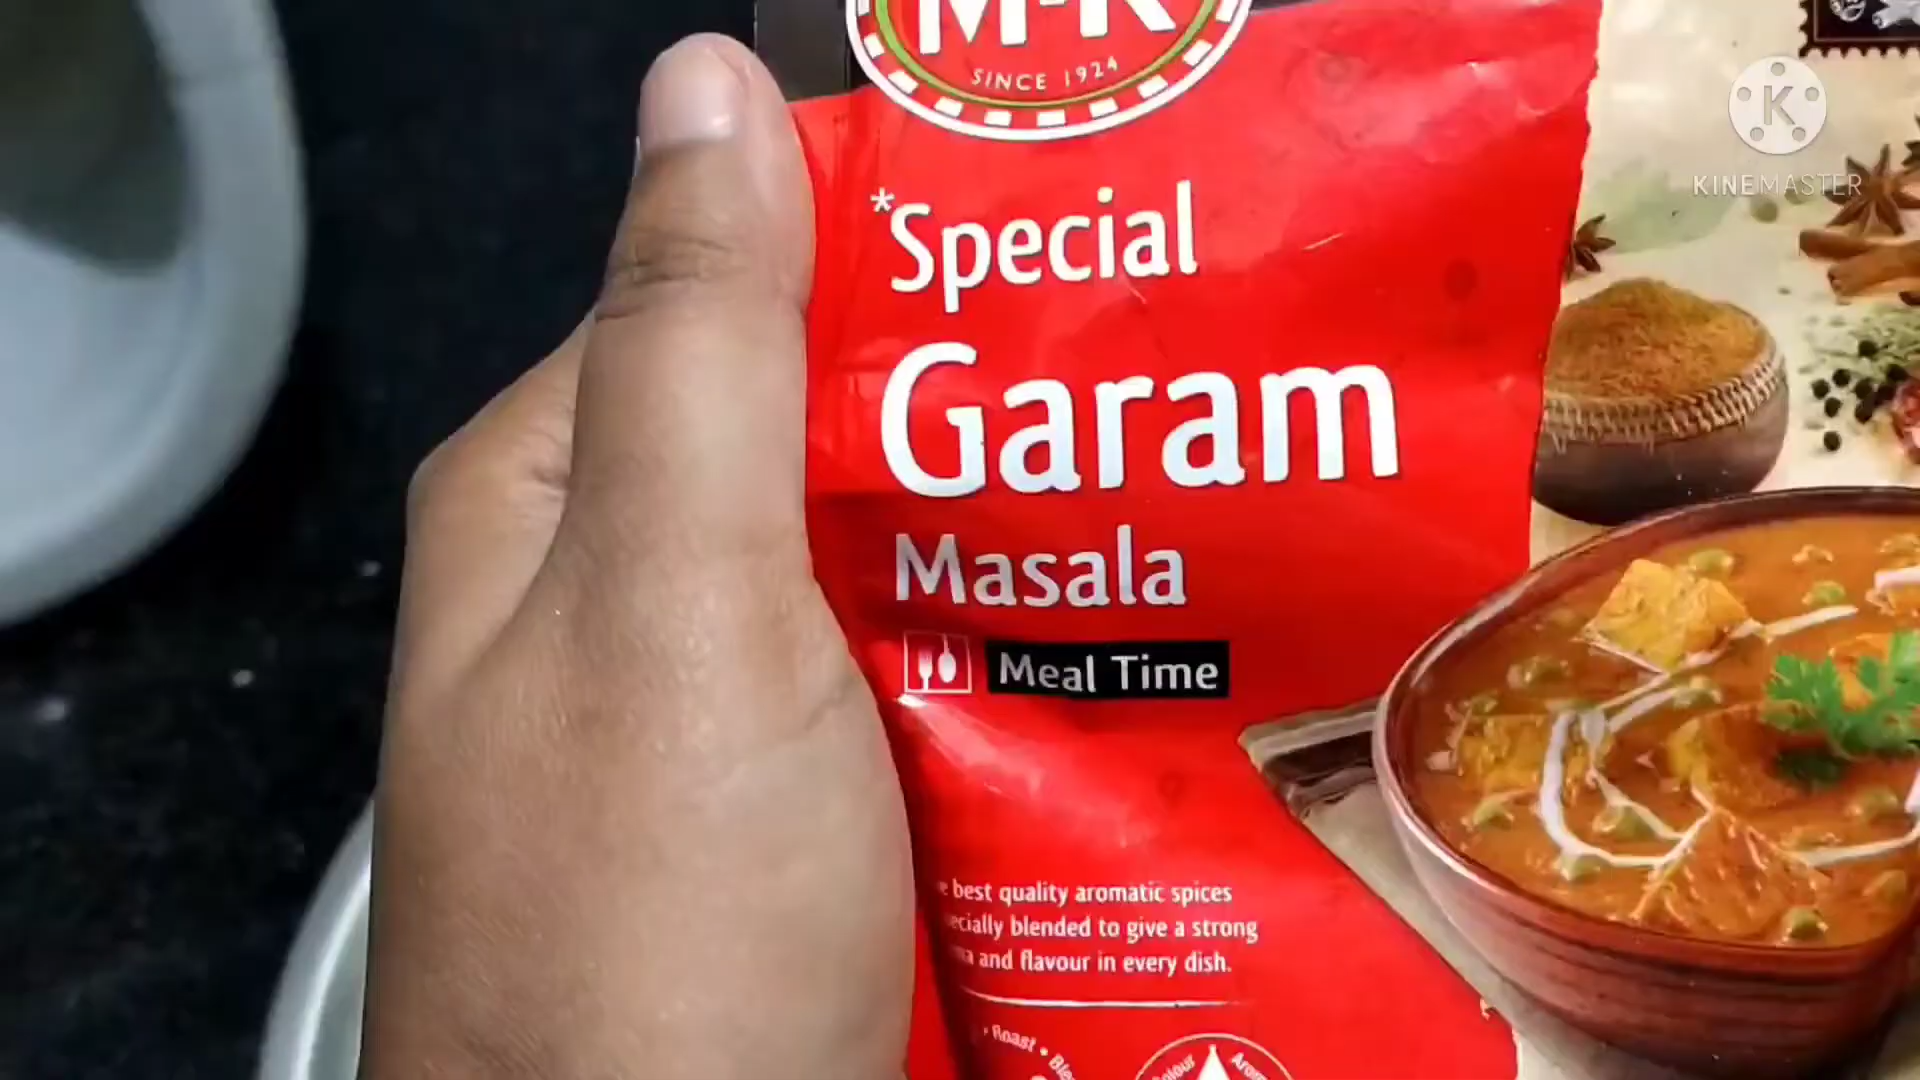 SINCE 1924
K
KINEMASTER
*Special
Garam
Masala
Meal Time
best quality aromatic spices
blended to give a strong
and flavour in every dish.
• Roast •